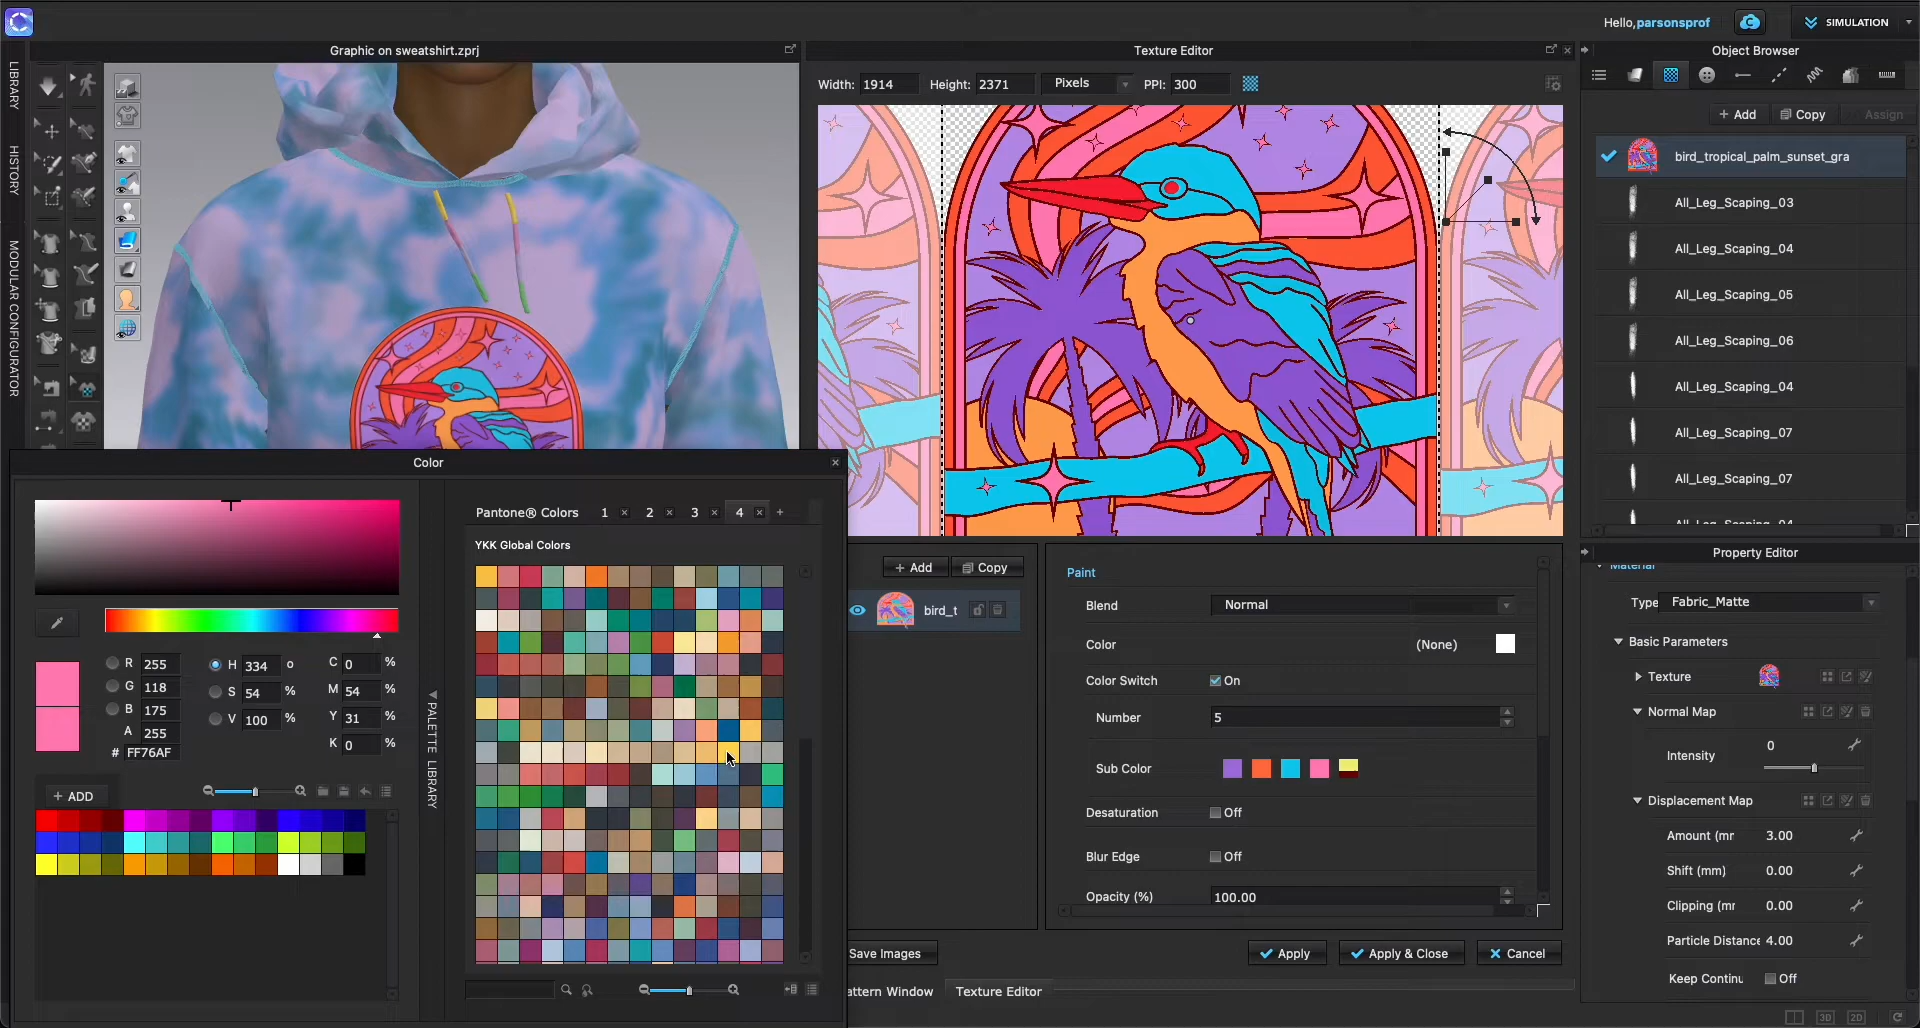 Hello,parsonsprof
SIMULATION
Graphic on sweatshirt.zprj
Texture Editor
Object Browser
LIBRARY
HISTORY
MODULAR CONFIGURATOR
Width: 1914 Height: 2371 Pixels PPI: 300
+ Add Copy Assign
bird_tropical_palm_sunset_gra
All_Leg_Scaping_03
All_Leg_Scaping_04
All_Leg_Scaping_05
All_Leg_Scaping_06
All_Leg_Scaping_04
All_Leg_Scaping_07
All_Leg_Scaping_07
Color
Pantone® Colors 1 2 3 4 +
YKK Global Colors
R 255 H 334 o C 0 %
G 118 S 54 % M 54 %
B 175 V 100 % Y 31 %
A 255 K 0 %
# FF76AF
+ ADD
PALETTE LIBRARY
+ Add Copy
bird_t
Paint
Blend Normal
Color (None)
Color Switch On
Number 5
Sub Color
Desaturation Off
Blur Edge Off
Opacity (%) 100.00
Save Images
Apply Apply & Close Cancel
attern Window Texture Editor
Property Editor
Material
Type Fabric_Matte
Basic Parameters
Texture
Normal Map
Intensity 0
Displacement Map
Amount (mr 3.00
Shift (mm) 0.00
Clipping (mr 0.00
Particle Distance 4.00
Keep Continu Off
3D 2D